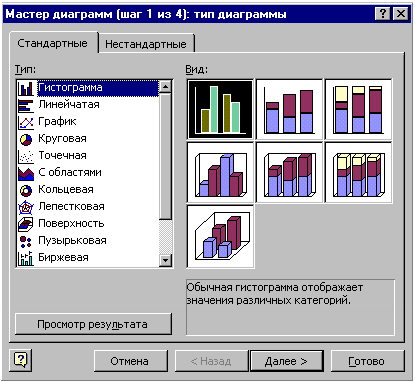 Мастер диаграмм (шаг 1 из 4): тип диаграммы
Стандартные Нестандартные
Тип: Вид:
Гистограмма
Линейчатая
График
Круговая
Точечная
С областями
Кольцевая
Лепестковая
Поверхность
Пузырьковая
Биржевая
Обычная гистограмма отображает
значения различных категорий.
Просмотр результата
Отмена < Назад Далее > Готово